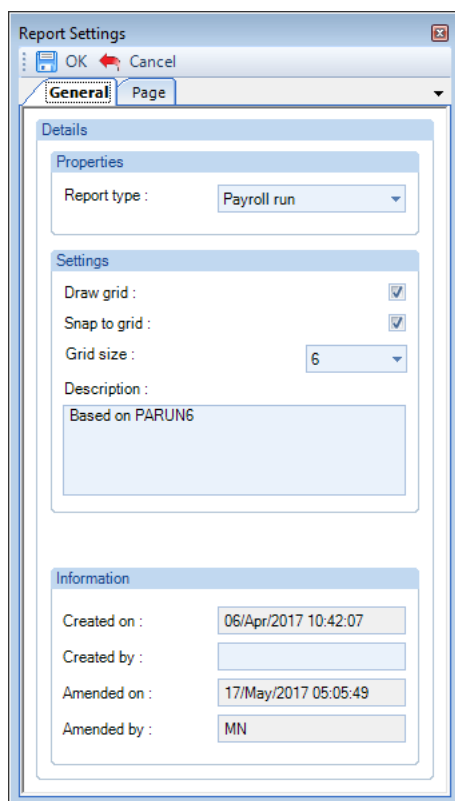 Report Settings
OK Cancel
General Page
Details
Properties
Report type : Payroll run
Settings
Draw grid :
Snap to grid :
Grid size : 6
Description :
Based on PARUN6
Information
Created on : 06/Apr/2017 10:42:07
Created by :
Amended on : 17/May/2017 05:05:49
Amended by : MN